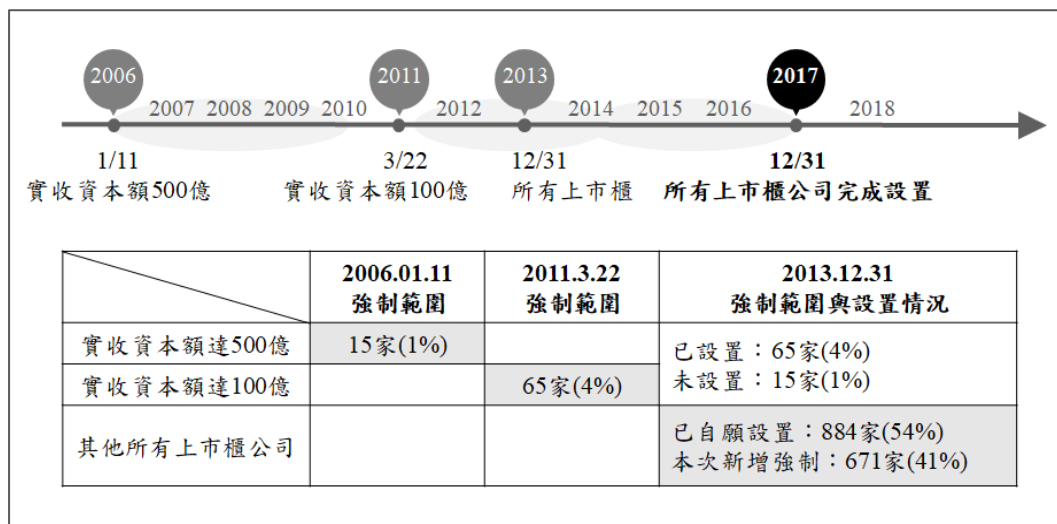 2006
2011
2013
2017
2007 2008 2009 2010 2012 2014 2015 2016 2018
1/11
實收資本額500億
3/22
實收資本額100億
12/31
所有上市櫃
12/31
所有上市櫃公司完成設置
2006.01.11
強制範圍
2011.3.22
強制範圍
2013.12.31
強制範圍與設置情況
實收資本額達500億
15家(1%)
已設置：65家(4%)
未設置：15家(1%)
實收資本額達100億
65家(4%)
其他所有上市櫃公司
已自願設置：884家(54%)
本次新增強制：671家(41%)